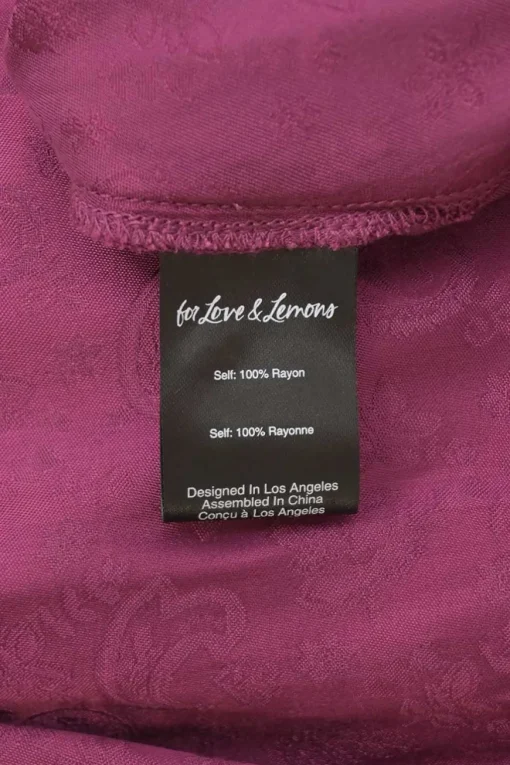 for Love & Lemons
Self: 100% Rayon
Self: 100% Rayonne
Designed In Los Angeles
Assembled In China
Conçu à Los Angeles